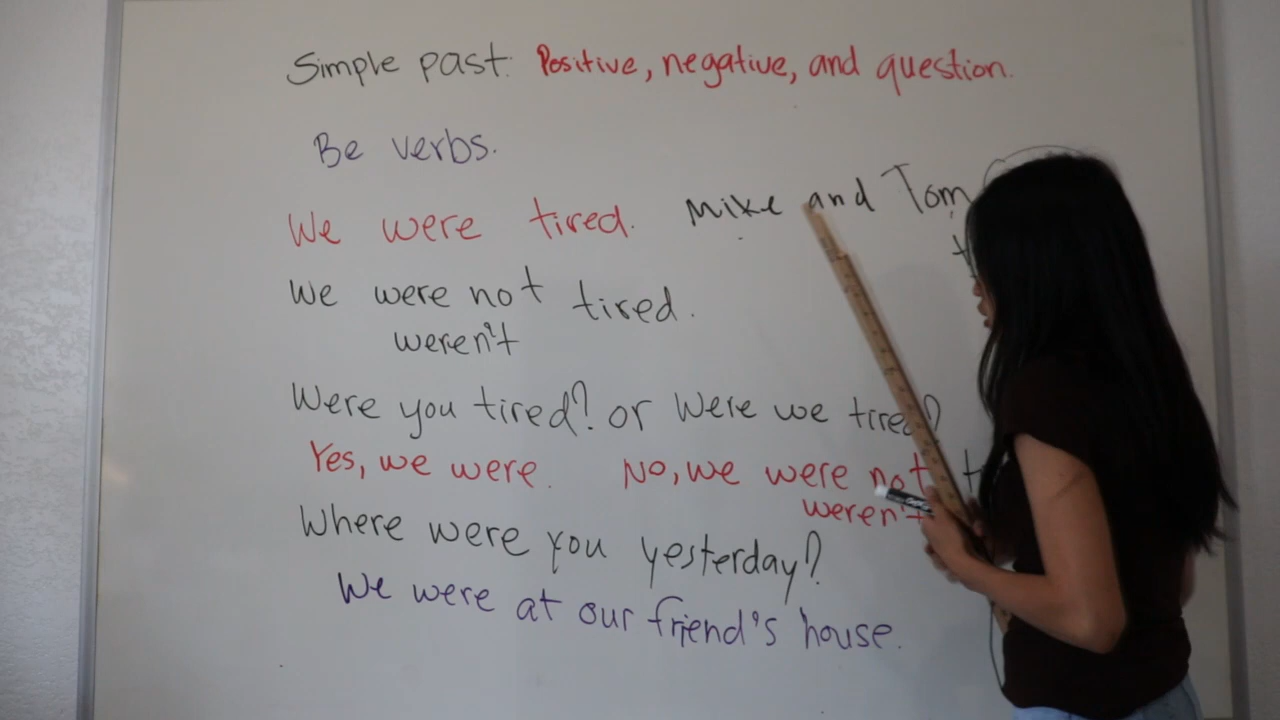 Simple past: Positive, negative, and question.
Be verbs.
We were tired. Mike and Tom
We were not tired.
weren't
Were you tired? or Were we tired?
Yes, we were. No, we were not
weren't
Where were you yesterday?
We were at our friend's house.